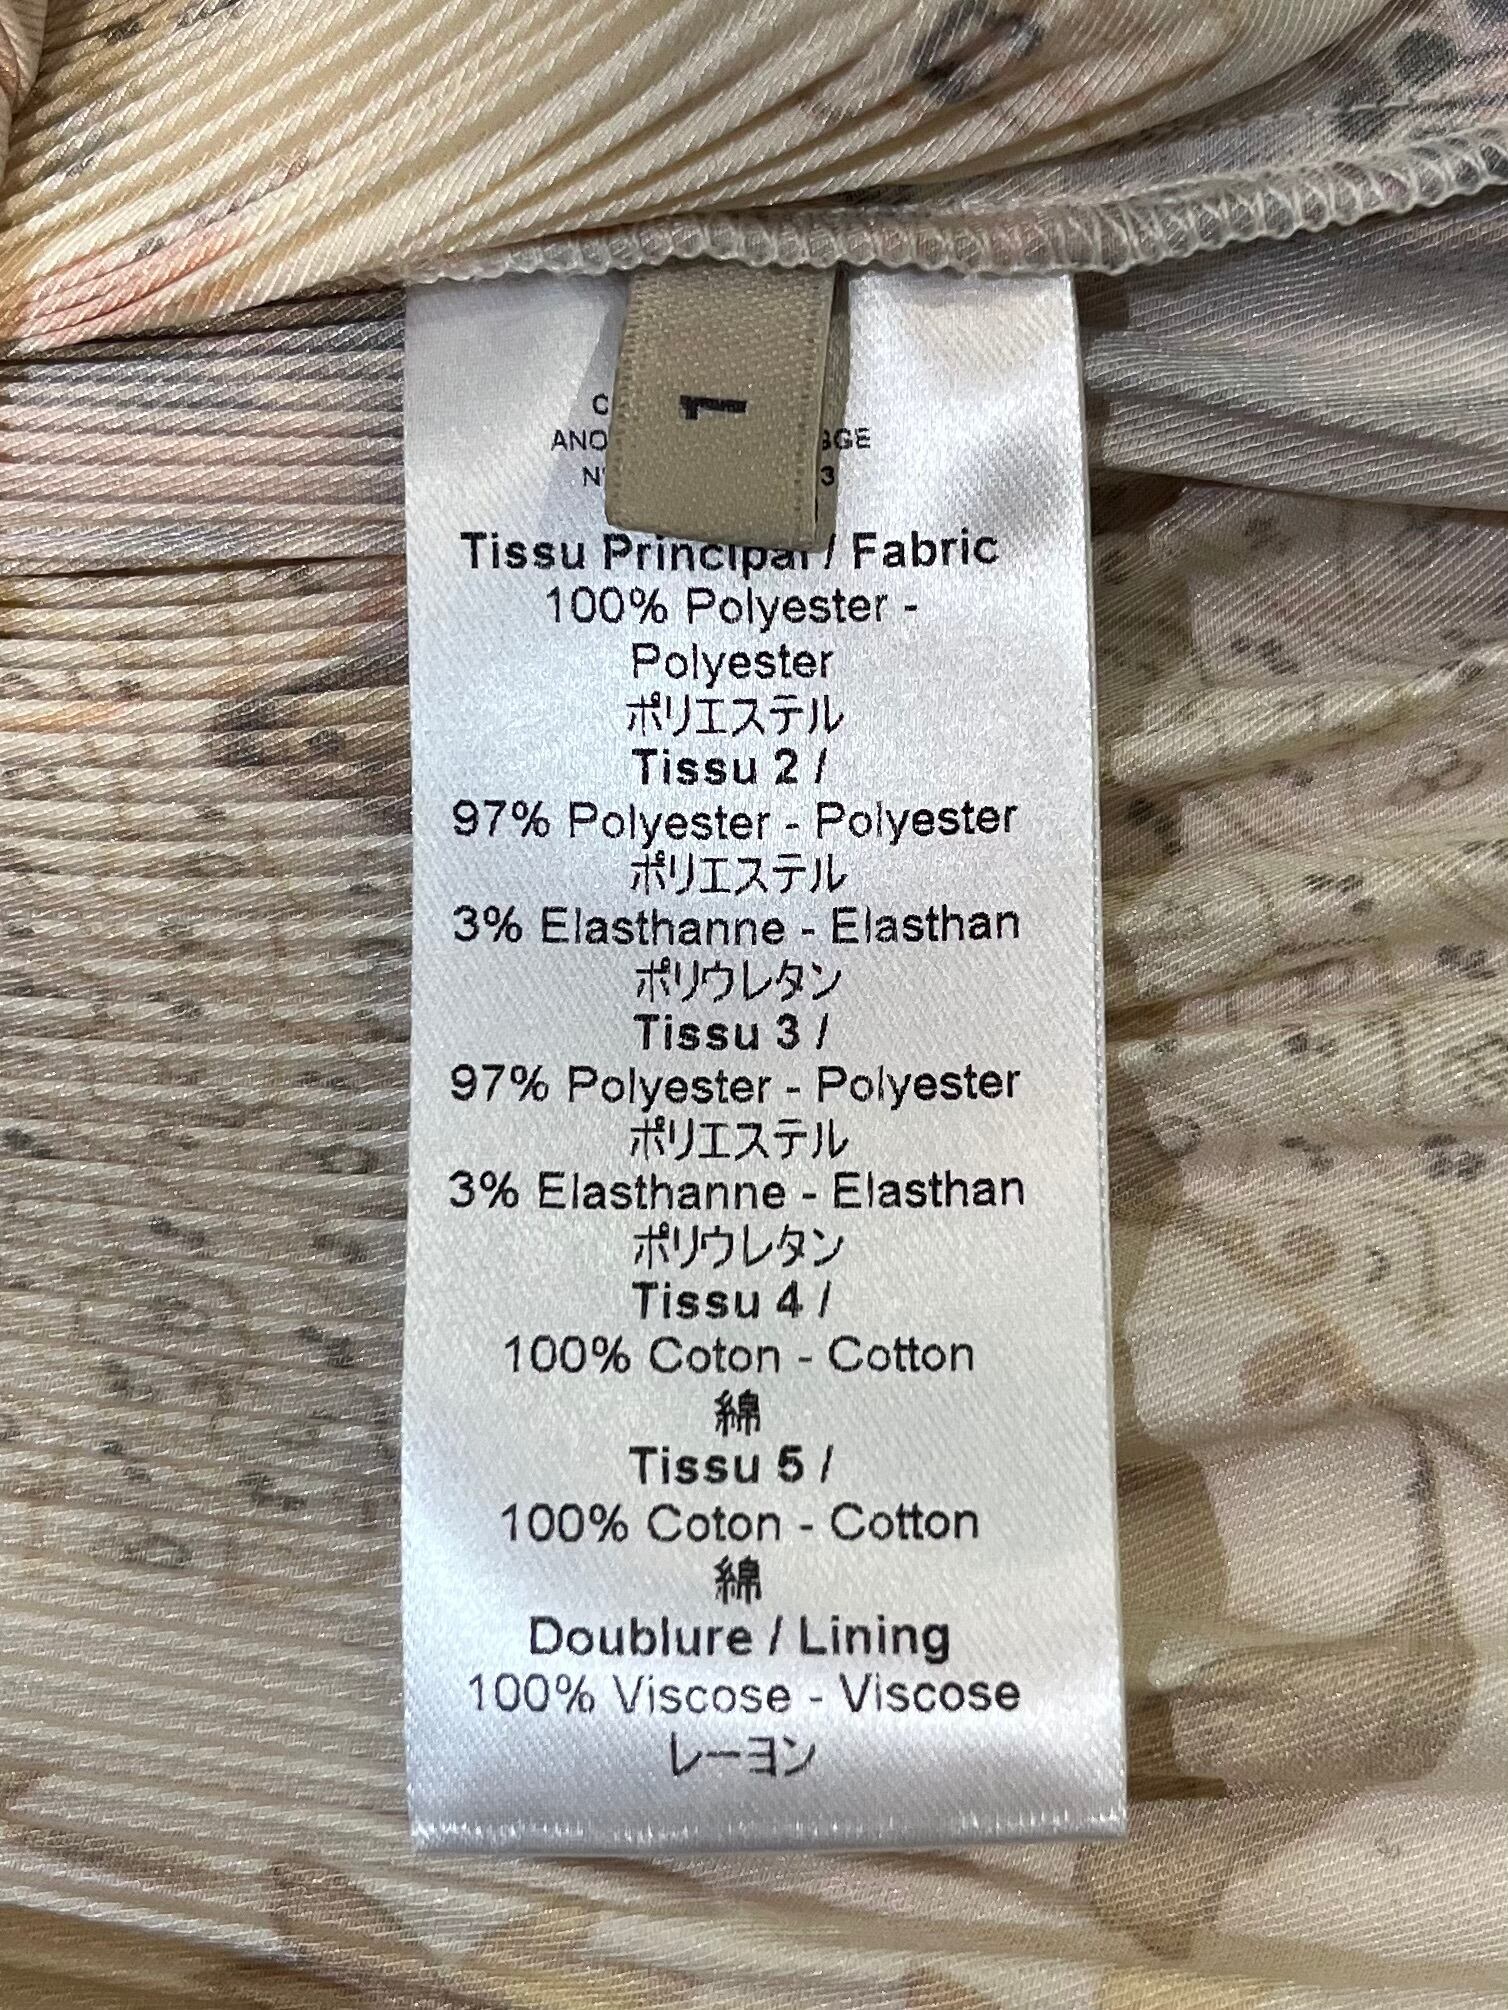 1
Tissu Principal / Fabric
100% Polyester -
Polyester
ポリエステル
Tissu 2 /
97% Polyester - Polyester
ポリエステル
3% Elasthanne - Elasthan
ポリウレタン
Tissu 3 /
97% Polyester - Polyester
ポリエステル
3% Elasthanne - Elasthan
ポリウレタン
Tissu 4 /
100% Coton - Cotton
綿
Tissu 5 /
100% Coton - Cotton
綿
Doublure / Lining
100% Viscose - Viscose
レーヨン